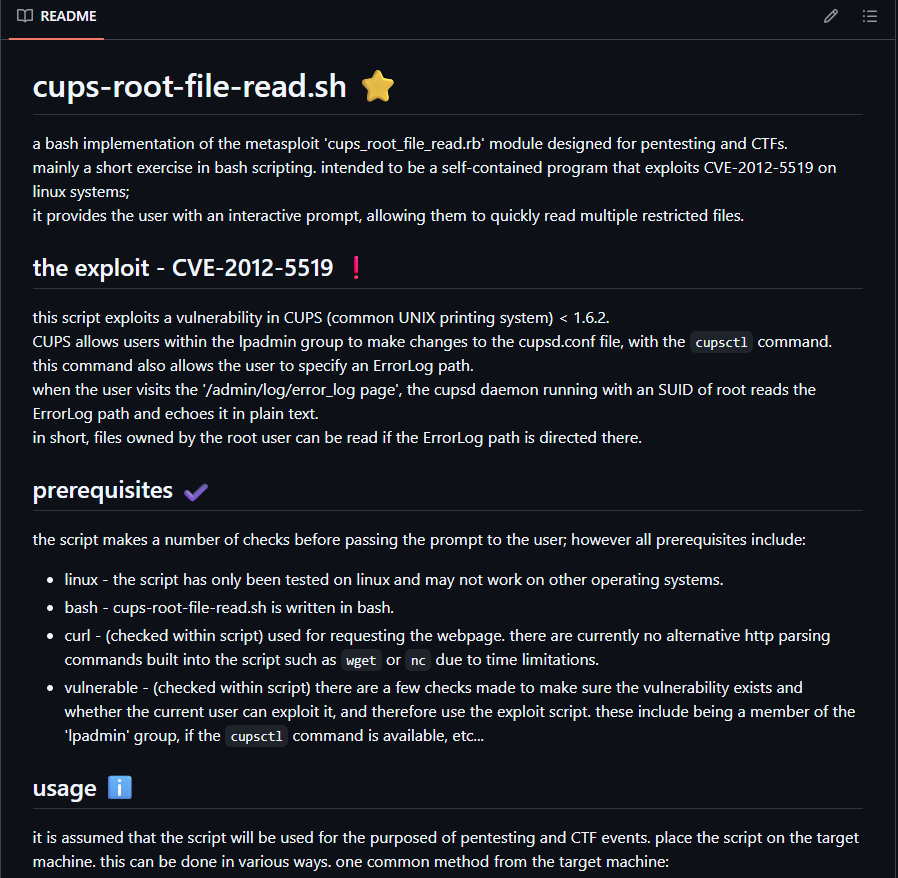 README
cups-root-file-read.sh ⭐
a bash implementation of the metasploit 'cups_root_file_read.rb' module designed for pentesting and CTFs.
mainly a short exercise in bash scripting. intended to be a self-contained program that exploits CVE-2012-5519 on
linux systems;
it provides the user with an interactive prompt, allowing them to quickly read multiple restricted files.
the exploit - CVE-2012-5519 ❗
this script exploits a vulnerability in CUPS (common UNIX printing system) < 1.6.2.
CUPS allows users within the lpadmin group to make changes to the cupsd.conf file, with the cupsctl command.
this command also allows the user to specify an ErrorLog path.
when the user visits the '/admin/log/error_log page', the cupsd daemon running with an SUID of root reads the
ErrorLog path and echoes it in plain text.
in short, files owned by the root user can be read if the ErrorLog path is directed there.
prerequisites ✔
the script makes a number of checks before passing the prompt to the user; however all prerequisites include:
• linux - the script has only been tested on linux and may not work on other operating systems.
• bash - cups-root-file-read.sh is written in bash.
• curl - (checked within script) used for requesting the webpage. there are currently no alternative http parsing
commands built into the script such as wget or nc due to time limitations.
• vulnerable - (checked within script) there are a few checks made to make sure the vulnerability exists and
whether the current user can exploit it, and therefore use the exploit script. these include being a member of the
'lpadmin' group, if the cupsctl command is available, etc...
usage ℹ
it is assumed that the script will be used for the purposed of pentesting and CTF events. place the script on the target
machine. this can be done in various ways. one common method from the target machine: